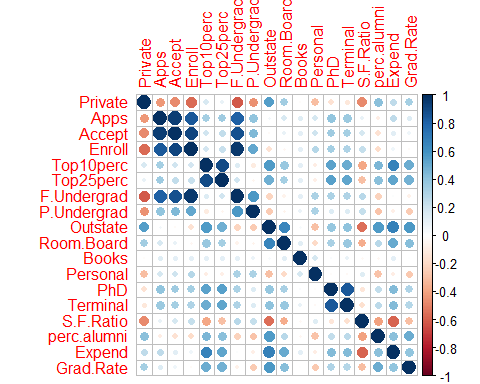 Private
Apps
Accept
Enroll
Top10perc
Top25perc
F.Undergrad
P.Undergrad
Outstate
Room.Board
Books
Personal
PhD
Terminal
S.F.Ratio
perc.alumni
Expend
Grad.Rate
Private
Apps
Accept
Enroll
Top10perc
Top25perc
F.Undergrad
P.Undergrad
Outstate
Room.Board
Books
Personal
PhD
Terminal
S.F.Ratio
perc.alumni
Expend
Grad.Rate
1
0.8
0.6
0.4
0.2
0
-0.2
-0.4
-0.6
-0.8
-1